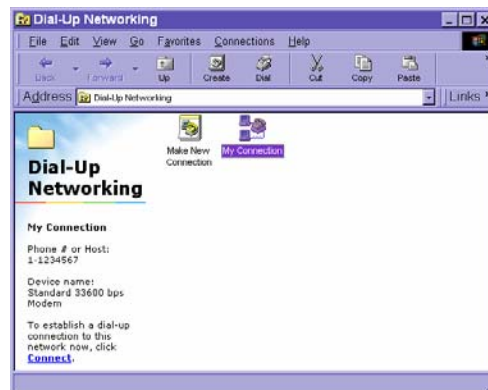 Dial-Up Networking
File Edit View Go Favorites Connections Help
Back Forward Up Create Dial Cut Copy Paste
Address Dial-Up Networking Links
Make New
Connection
My Connection
Dial-Up
Networking
My Connection
Phone # or Host:
1-1234567
Device name:
Standard 33600 bps
Modem
To establish a dial-up
connection to this
network now, click
Connect.